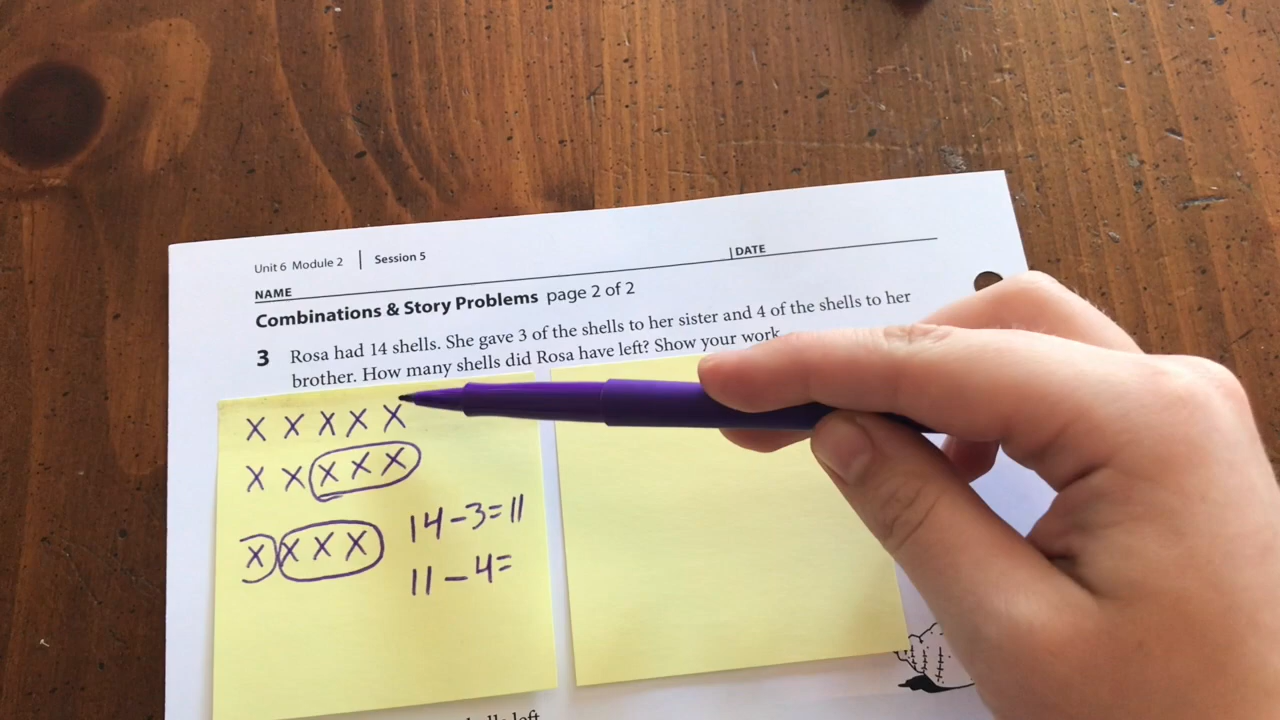 Unit 6 Module 2 | Session 5
NAME | DATE
Combinations & Story Problems page 2 of 2
3 Rosa had 14 shells. She gave 3 of the shells to her sister and 4 of the shells to her
brother. How many shells did Rosa have left? Show your work.
X X X X X
X X X X X
X X X X
14-3=11
11-4=
left